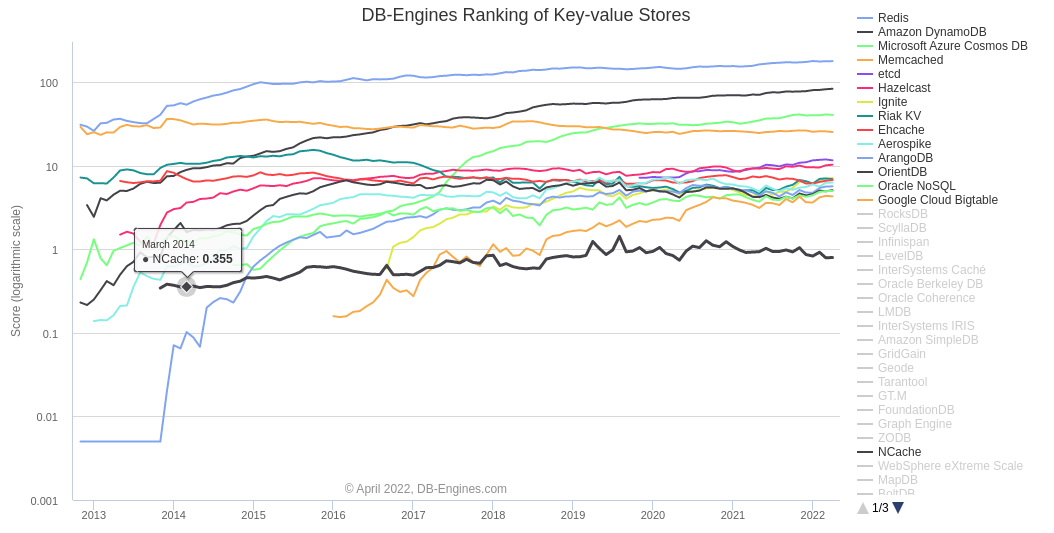 DB-Engines Ranking of Key-value Stores
Score (logarithmic scale)
100
10
1
0.1
0.01
0.001
2013 2014 2015 2016 2017 2018 2019 2020 2021 2022
March 2014
NCache: 0.355
© April 2022, DB-Engines.com
Redis
Amazon DynamoDB
Microsoft Azure Cosmos DB
Memcached
etcd
Hazelcast
Ignite
Riak KV
Ehcache
Aerospike
ArangoDB
OrientDB
Oracle NoSQL
Google Cloud Bigtable
RocksDB
ScyllaDB
Infinispan
LevelDB
InterSystems Caché
Oracle Berkeley DB
Oracle Coherence
LMDB
InterSystems IRIS
Amazon SimpleDB
GridGain
Geode
Tarantool
GT.M
FoundationDB
Graph Engine
ZODB
NCache
WebSphere eXtreme Scale
MapDB
BoltDB
1/3